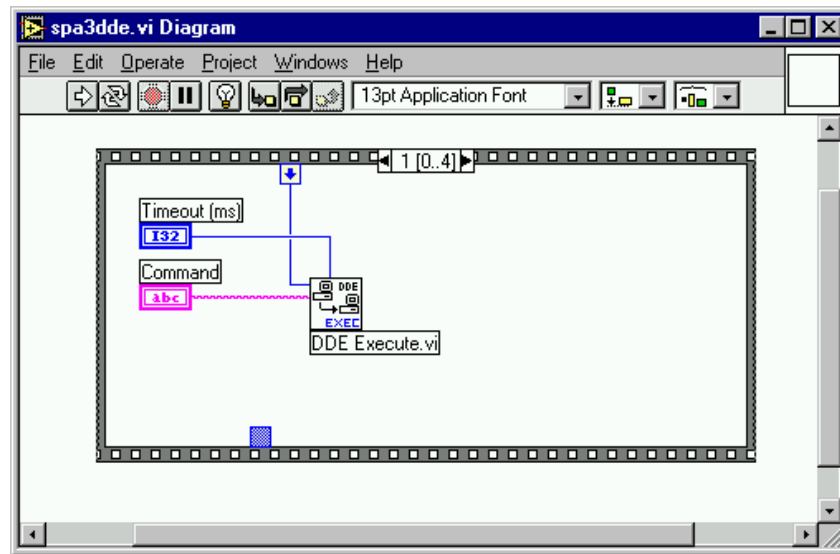 spa3dde.vi Diagram
File Edit Operate Project Windows Help
13pt Application Font
1 [0..4]
Timeout (ms)
I32
Command
abc
DDE
EXEC
DDE Execute.vi